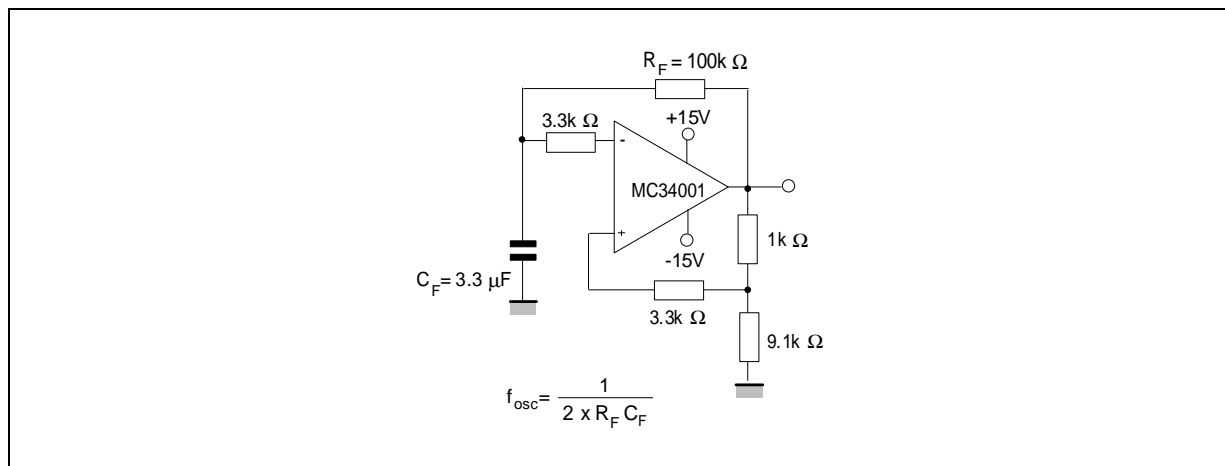 R_F = 100k Ω
3.3k Ω
+15V
-
MC34001
+
-15V
1k Ω
C_F= 3.3 μF
3.3k Ω
9.1k Ω
f_osc= 1 / 2 x R_F C_F